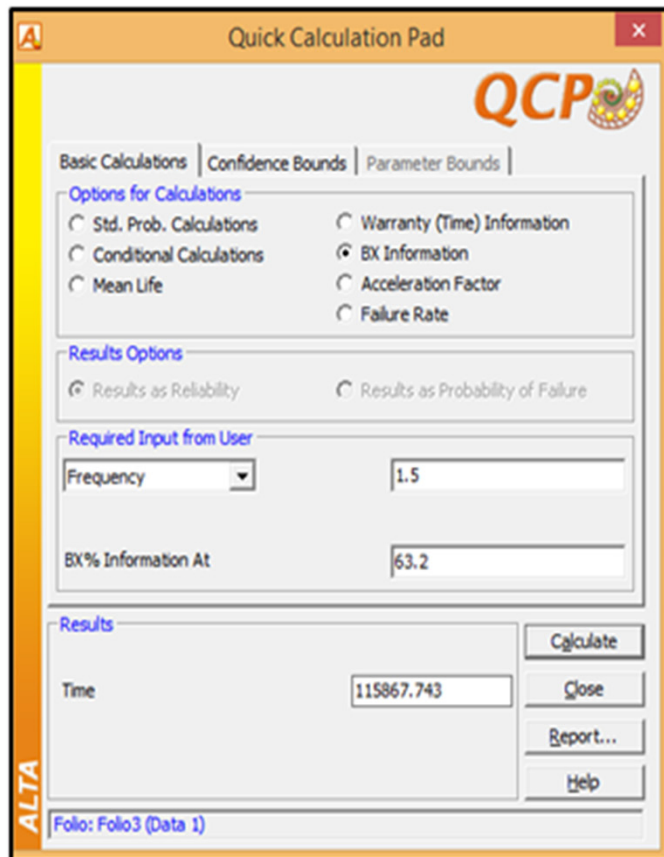 Quick Calculation Pad
QCP
Basic Calculations Confidence Bounds Parameter Bounds
Options for Calculations
Std. Prob. Calculations Warranty (Time) Information
Conditional Calculations BX Information
Mean Life Acceleration Factor
Failure Rate
Results Options
Results as Reliability Results as Probability of Failure
Required Input from User
Frequency 1.5
BX% Information At 63.2
Results
Calculate
Time 115867.743 Close
Report...
Help
ALTA
Folio: Folio3 (Data 1)